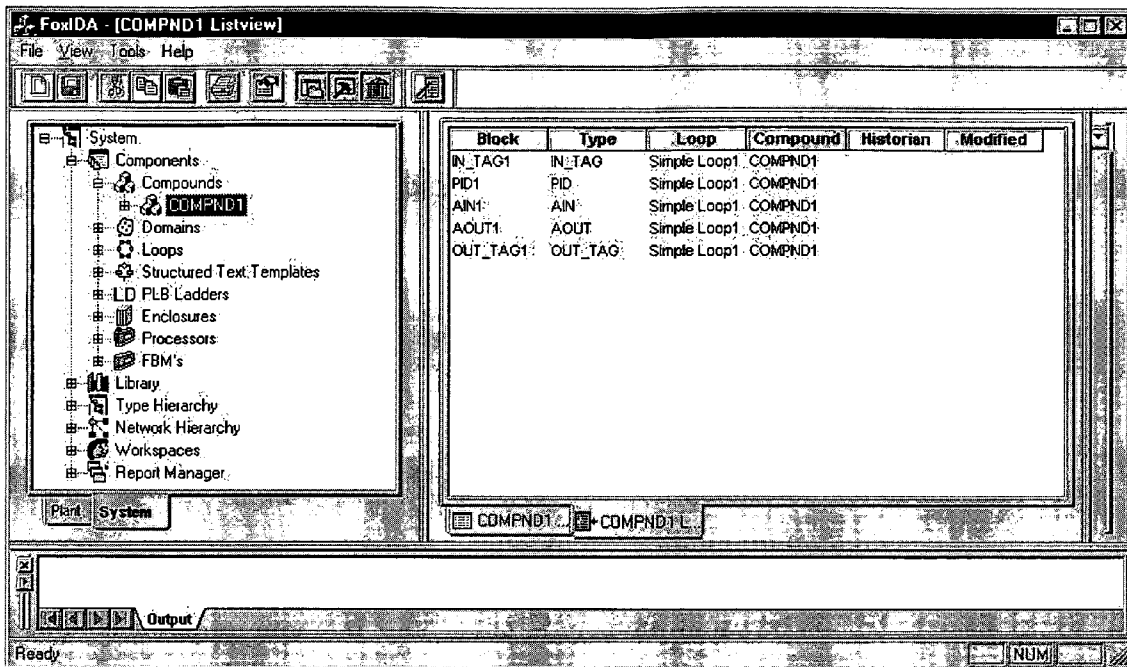 FoxIDA - [COMPND1 Listview]
File View Tools Help
System
Components
Compounds
COMPND1
Domains
Loops
Structured Text Templates
LD PLB Ladders
Enclosures
Processors
FBM's
Library
Type Hierarchy
Network Hierarchy
Workspaces
Report Manager
Plant System
Block Type Loop Compound Historian Modified
IN_TAG1 IN_TAG Simple Loop1 COMPND1
PID1 PID Simple Loop1 COMPND1
AIN1 AIN Simple Loop1 COMPND1
AOUT1 AOUT Simple Loop1 COMPND1
OUT_TAG1 OUT_TAG Simple Loop1 COMPND1
COMPND1 ... COMPND1 L...
Output
Ready NUM